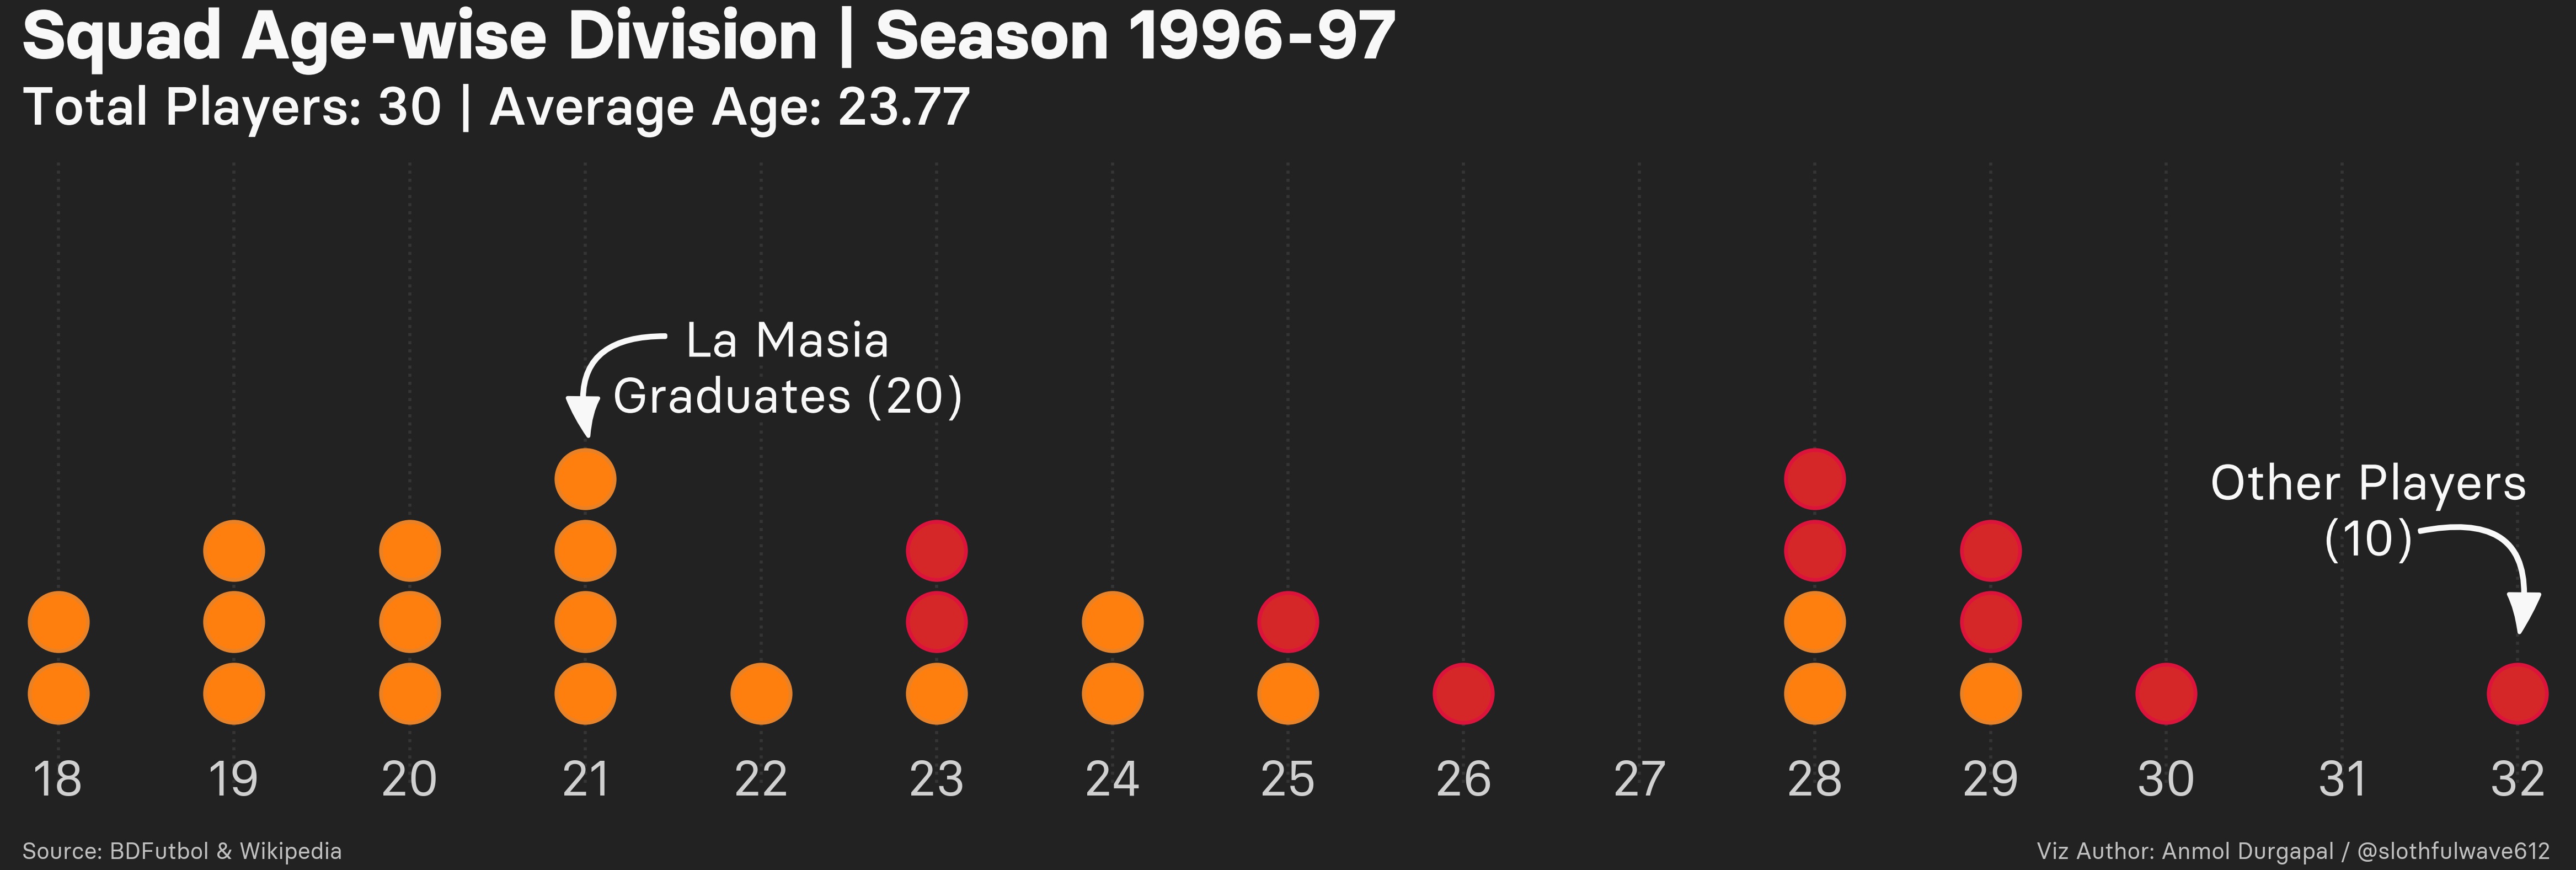 Squad Age-wise Division | Season 1996-97
Total Players: 30 | Average Age: 23.77
La Masia
Graduates (20)
Other Players
(10)
18 19 20 21 22 23 24 25 26 27 28 29 30 31 32
Source: BDFutbol & Wikipedia
Viz Author: Anmol Durgapal / @slothfulwave612